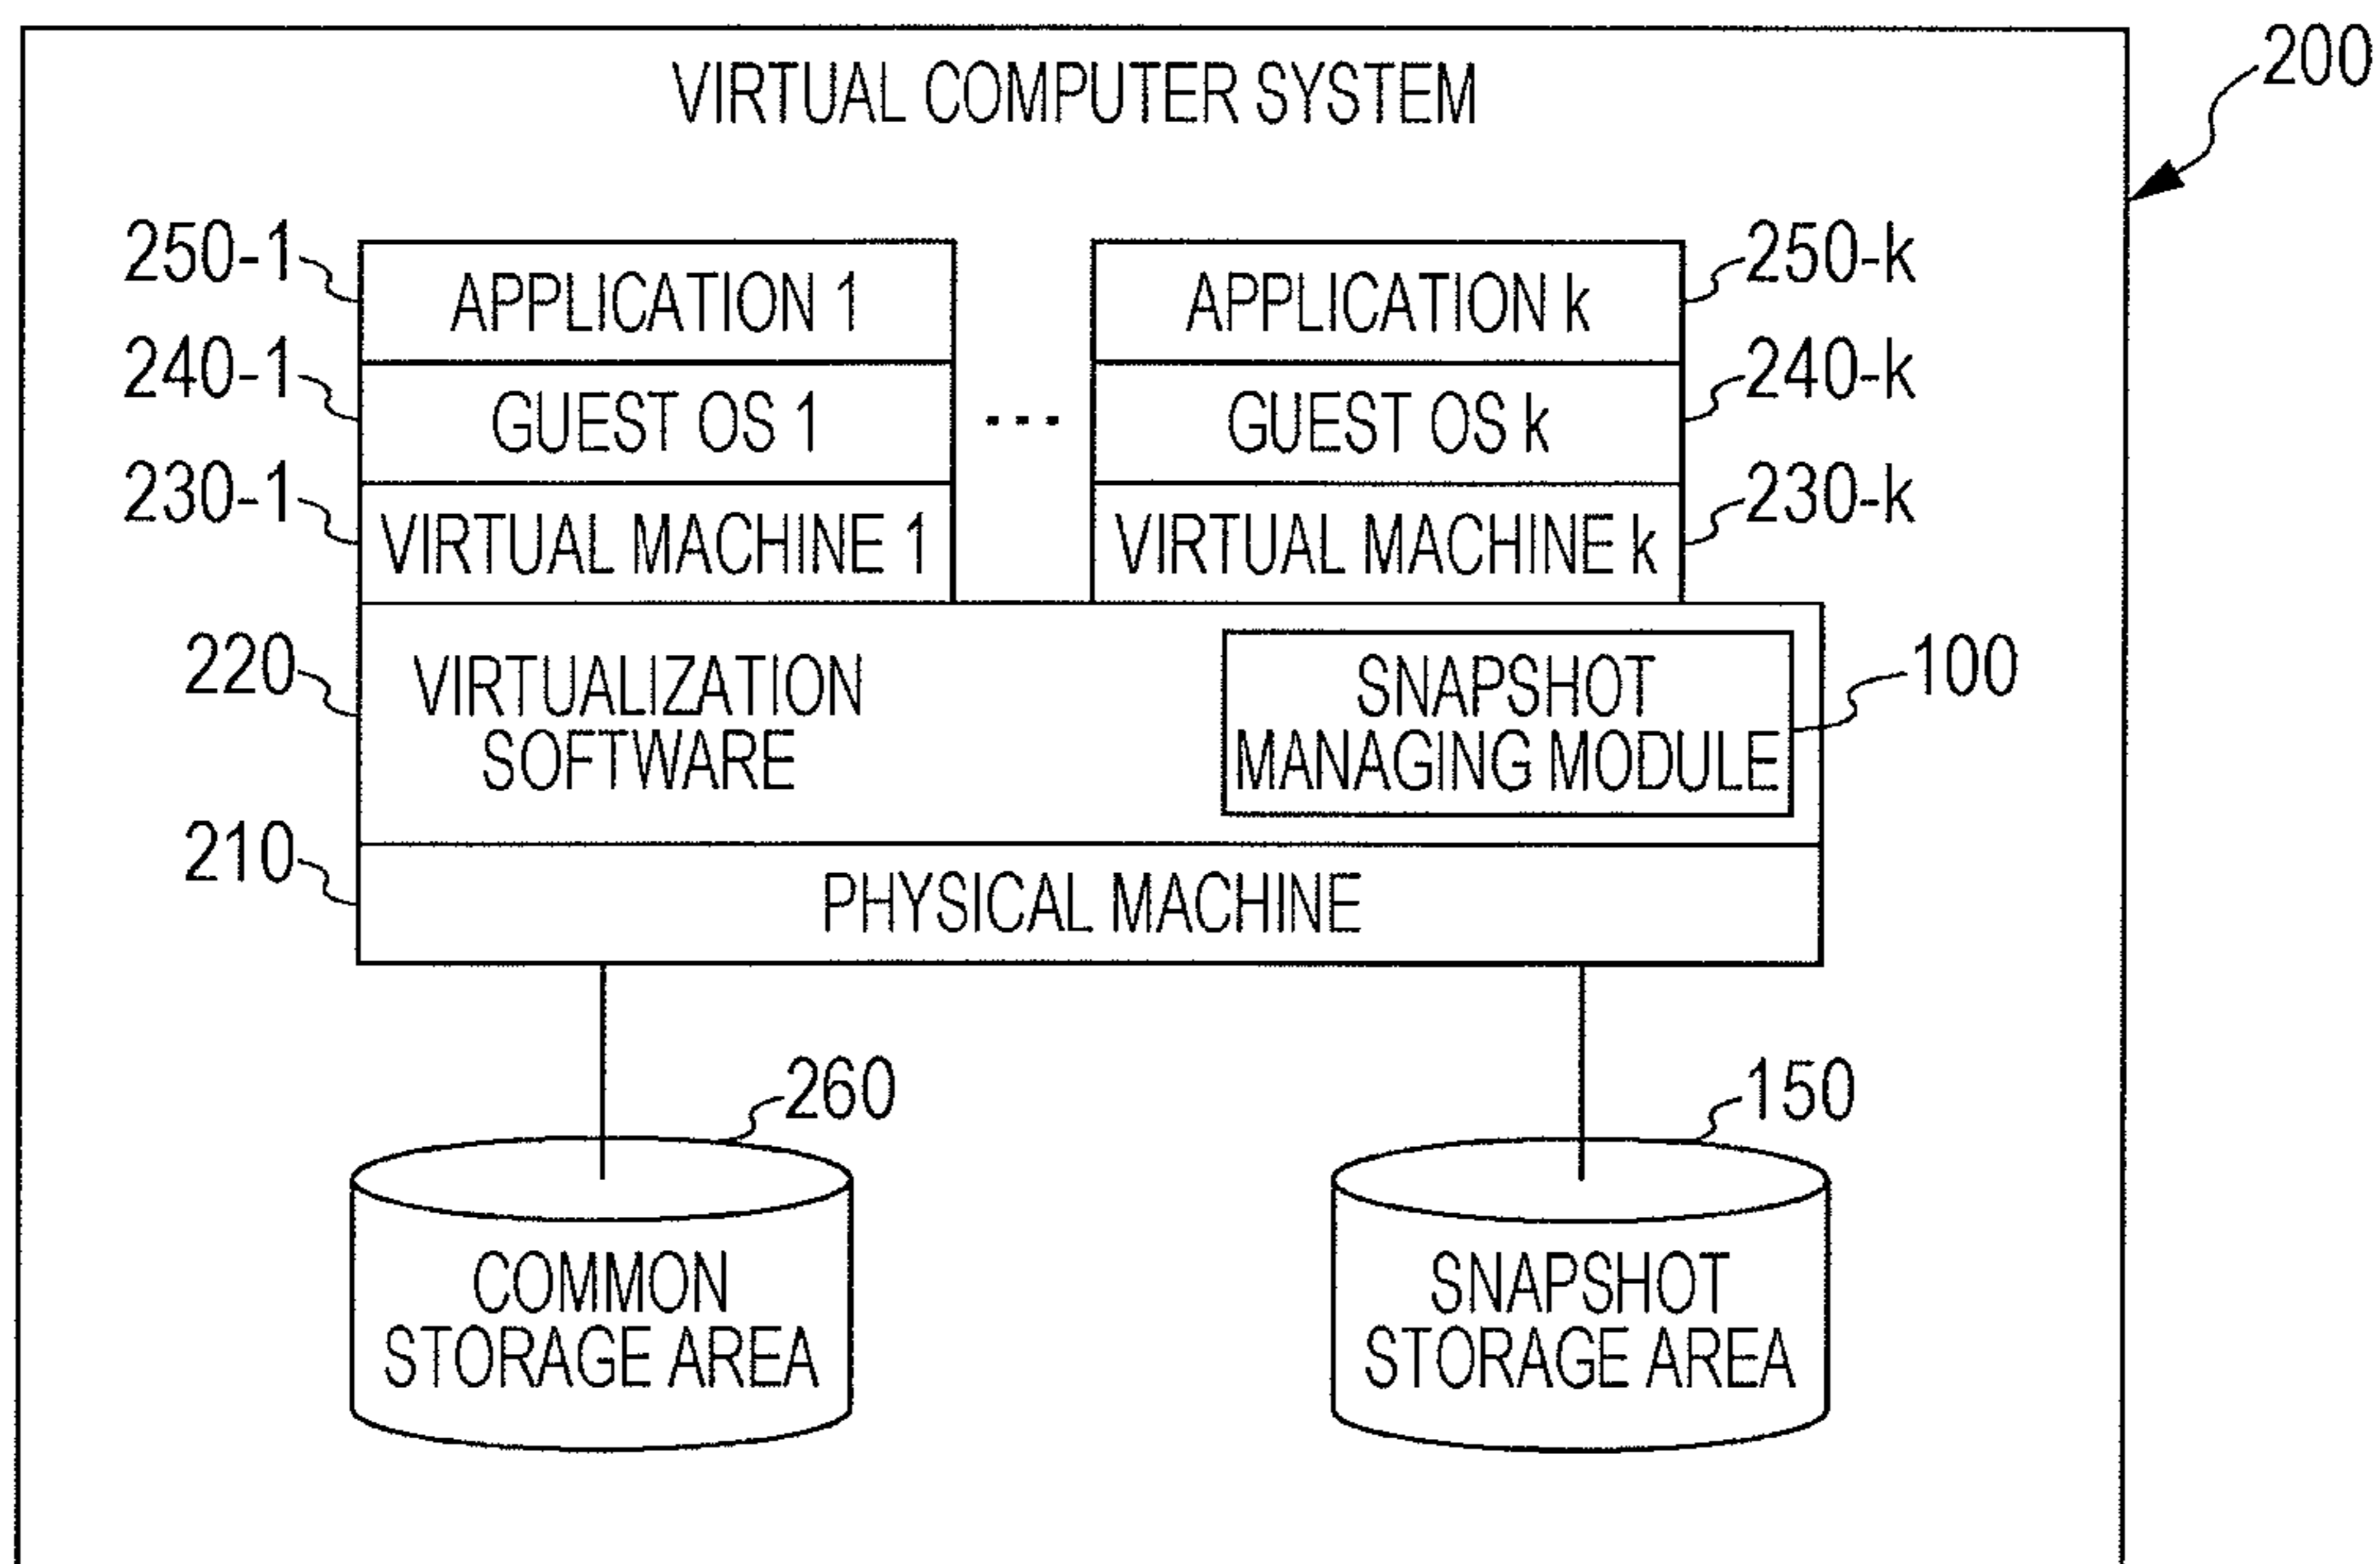 VIRTUAL COMPUTER SYSTEM
200
250-1
APPLICATION 1
APPLICATION k
250-k
240-1
GUEST OS 1
...
GUEST OS k
240-k
230-1
VIRTUAL MACHINE 1
VIRTUAL MACHINE k
230-k
220
VIRTUALIZATION
SOFTWARE
SNAPSHOT
MANAGING MODULE
100
210
PHYSICAL MACHINE
260
150
COMMON
STORAGE AREA
SNAPSHOT
STORAGE AREA